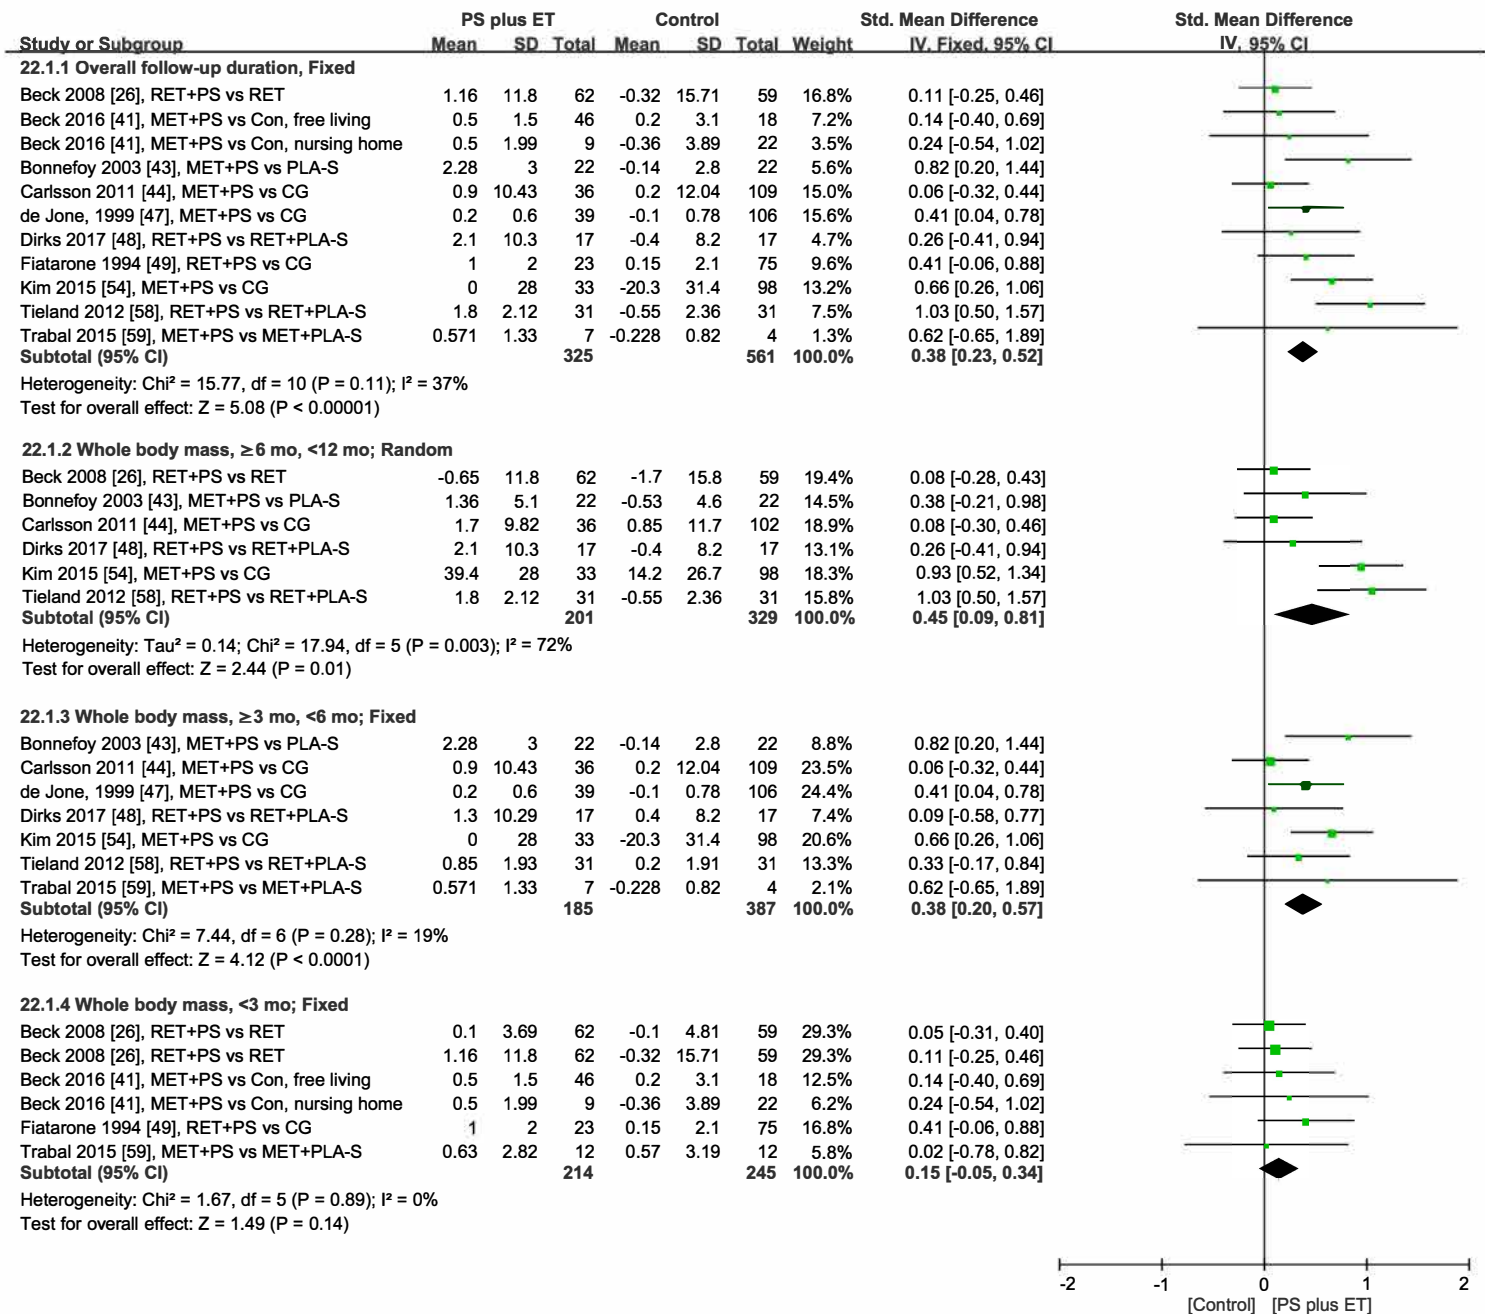 PS plus ET Control Std. Mean Difference Std. Mean Difference
Study or Subgroup Mean SD Total Mean SD Total Weight IV, Fixed, 95% CI IV, 95% CI
22.1.1 Overall follow-up duration, Fixed
Beck 2008 [26], RET+PS vs RET 1.16 11.8 62 -0.32 15.71 59 16.8% 0.11 [-0.25, 0.46]
Beck 2016 [41], MET+PS vs Con, free living 0.5 1.5 46 0.2 3.1 18 7.2% 0.14 [-0.40, 0.69]
Beck 2016 [41], MET+PS vs Con, nursing home 0.5 1.99 9 -0.36 3.89 22 3.5% 0.24 [-0.54, 1.02]
Bonnefoy 2003 [43], MET+PS vs PLA-S 2.28 3 22 -0.14 2.8 22 5.6% 0.82 [0.20, 1.44]
Carlsson 2011 [44], MET+PS vs CG 0.9 10.43 36 0.2 12.04 109 15.0% 0.06 [-0.32, 0.44]
de Jone, 1999 [47], MET+PS vs CG 0.2 0.6 39 -0.1 0.78 106 15.6% 0.41 [0.04, 0.78]
Dirks 2017 [48], RET+PS vs RET+PLA-S 2.1 10.3 17 -0.4 8.2 17 4.7% 0.26 [-0.41, 0.94]
Fiatarone 1994 [49], RET+PS vs CG 1 2 23 0.15 2.1 75 9.6% 0.41 [-0.06, 0.88]
Kim 2015 [54], MET+PS vs CG 0 28 33 -20.3 31.4 98 13.2% 0.66 [0.26, 1.06]
Tieland 2012 [58], RET+PS vs RET+PLA-S 1.8 2.12 31 -0.55 2.36 31 7.5% 1.03 [0.50, 1.57]
Trabal 2015 [59], MET+PS vs MET+PLA-S 0.571 1.33 7 -0.228 0.82 4 1.3% 0.62 [-0.65, 1.89]
Subtotal (95% CI) 325 561 100.0% 0.38 [0.23, 0.52]
Heterogeneity: Chi² = 15.77, df = 10 (P = 0.11); I² = 37%
Test for overall effect: Z = 5.08 (P < 0.00001)
22.1.2 Whole body mass, ≥6 mo, <12 mo; Random
Beck 2008 [26], RET+PS vs RET -0.65 11.8 62 -1.7 15.8 59 19.4% 0.08 [-0.28, 0.43]
Bonnefoy 2003 [43], MET+PS vs PLA-S 1.36 5.1 22 -0.53 4.6 22 14.5% 0.38 [-0.21, 0.98]
Carlsson 2011 [44], MET+PS vs CG 1.7 9.82 36 0.85 11.7 102 18.9% 0.08 [-0.30, 0.46]
Dirks 2017 [48], RET+PS vs RET+PLA-S 2.1 10.3 17 -0.4 8.2 17 13.1% 0.26 [-0.41, 0.94]
Kim 2015 [54], MET+PS vs CG 39.4 28 33 14.2 26.7 98 18.3% 0.93 [0.52, 1.34]
Tieland 2012 [58], RET+PS vs RET+PLA-S 1.8 2.12 31 -0.55 2.36 31 15.8% 1.03 [0.50, 1.57]
Subtotal (95% CI) 201 329 100.0% 0.45 [0.09, 0.81]
Heterogeneity: Tau² = 0.14; Chi² = 17.94, df = 5 (P = 0.003); I² = 72%
Test for overall effect: Z = 2.44 (P = 0.01)
22.1.3 Whole body mass, ≥3 mo, <6 mo; Fixed
Bonnefoy 2003 [43], MET+PS vs PLA-S 2.28 3 22 -0.14 2.8 22 8.8% 0.82 [0.20, 1.44]
Carlsson 2011 [44], MET+PS vs CG 0.9 10.43 36 0.2 12.04 109 23.5% 0.06 [-0.32, 0.44]
de Jone, 1999 [47], MET+PS vs CG 0.2 0.6 39 -0.1 0.78 106 24.4% 0.41 [0.04, 0.78]
Dirks 2017 [48], RET+PS vs RET+PLA-S 1.3 10.29 17 0.4 8.2 17 7.4% 0.09 [-0.58, 0.77]
Kim 2015 [54], MET+PS vs CG 0 28 33 -20.3 31.4 98 20.6% 0.66 [0.26, 1.06]
Tieland 2012 [58], RET+PS vs RET+PLA-S 0.85 1.93 31 0.2 1.91 31 13.3% 0.33 [-0.17, 0.84]
Trabal 2015 [59], MET+PS vs MET+PLA-S 0.571 1.33 7 -0.228 0.82 4 2.1% 0.62 [-0.65, 1.89]
Subtotal (95% CI) 185 387 100.0% 0.38 [0.20, 0.57]
Heterogeneity: Chi² = 7.44, df = 6 (P = 0.28); I² = 19%
Test for overall effect: Z = 4.12 (P < 0.0001)
22.1.4 Whole body mass, <3 mo; Fixed
Beck 2008 [26], RET+PS vs RET 0.1 3.69 62 -0.1 4.81 59 29.3% 0.05 [-0.31, 0.40]
Beck 2008 [26], RET+PS vs RET 1.16 11.8 62 -0.32 15.71 59 29.3% 0.11 [-0.25, 0.46]
Beck 2016 [41], MET+PS vs Con, free living 0.5 1.5 46 0.2 3.1 18 12.5% 0.14 [-0.40, 0.69]
Beck 2016 [41], MET+PS vs Con, nursing home 0.5 1.99 9 -0.36 3.89 22 6.2% 0.24 [-0.54, 1.02]
Fiatarone 1994 [49], RET+PS vs CG 1 2 23 0.15 2.1 75 16.8% 0.41 [-0.06, 0.88]
Trabal 2015 [59], MET+PS vs MET+PLA-S 0.63 2.82 12 0.57 3.19 12 5.8% 0.02 [-0.78, 0.82]
Subtotal (95% CI) 214 245 100.0% 0.15 [-0.05, 0.34]
Heterogeneity: Chi² = 1.67, df = 5 (P = 0.89); I² = 0%
Test for overall effect: Z = 1.49 (P = 0.14)
-2 -1 0 1 2
[Control] [PS plus ET]